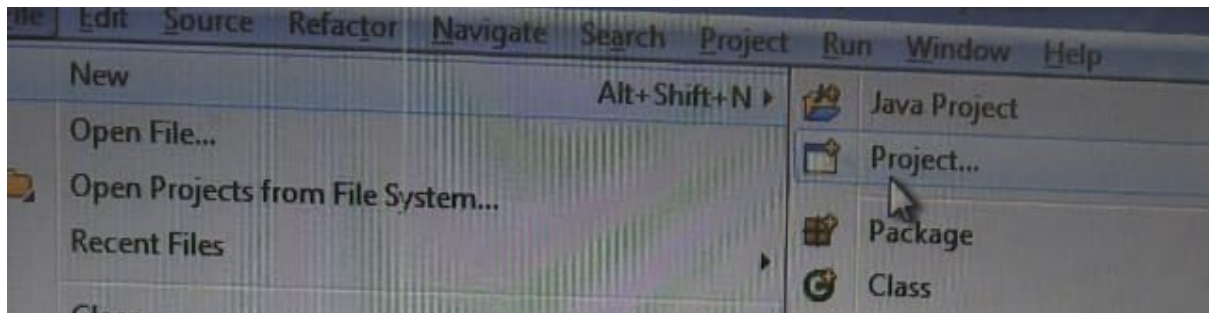 File Edit Source Refactor Navigate Search Project Run Window Help
New Alt+Shift+N
Open File...
Open Projects from File System...
Recent Files
Java Project
Project...
Package
Class